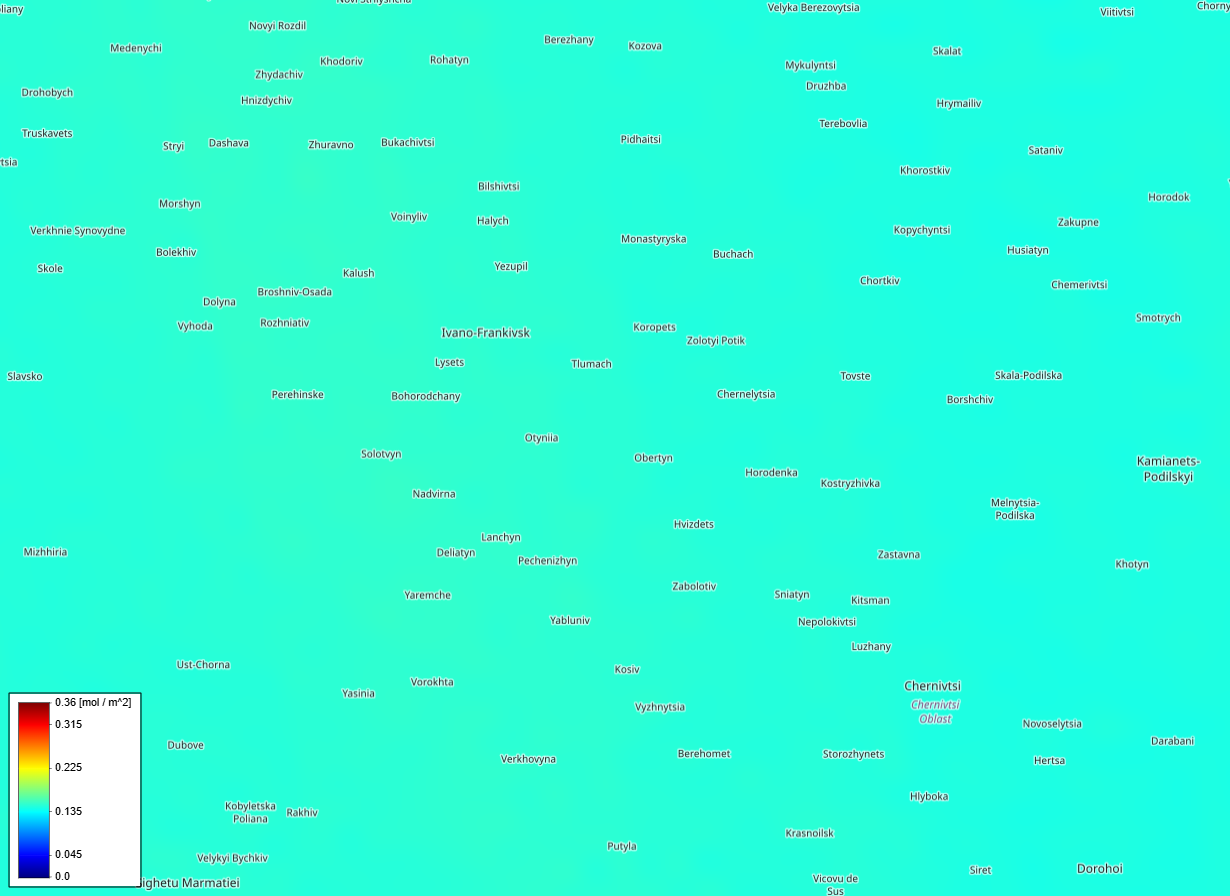 Novi Strilyshcha
Velyka Berezovytsia
Viitivtsi
Novyi Rozdil
Medenychi
Berezhany
Kozova
Skalat
Khodoriv
Rohatyn
Mykulyntsi
Zhydachiv
Druzhba
Drohobych
Hnizdychiv
Hrymailiv
Terebovlia
Truskavets
Stryi
Dashava
Zhuravno
Bukachivtsi
Pidhaitsi
Sataniv
Khorostkiv
Bilshivtsi
Horodok
Morshyn
Voinyliv
Halych
Zakupne
Verkhnie Synovydne
Kopychyntsi
Monastyryska
Bolekhiv
Buchach
Husiatyn
Skole
Kalush
Yezupil
Chortkiv
Chemerivtsi
Broshniv-Osada
Dolyna
Smotrych
Vyhoda
Rozhniativ
Ivano-Frankivsk
Koropets
Zolotyi Potik
Lysets
Tlumach
Slavsko
Tovste
Skala-Podilska
Perehinske
Bohorodchany
Chernelytsia
Borshchiv
Otyniia
Solotvyn
Obertyn
Kamianets-
Podilskyi
Horodenka
Kostryzhivka
Nadvirna
Melnytsia-
Podilska
Hvizdets
Lanchyn
Mizhhiria
Deliatyn
Pechenizhyn
Zastavna
Khotyn
Yaremche
Zabolotiv
Sniatyn
Kitsman
Yabluniv
Nepolokivtsi
Luzhany
Ust-Chorna
Kosiv
Vorokhta
Yasinia
Chernivtsi
Chernivtsi
Oblast
Vyzhnytsia
Novoselytsia
Dubove
Verkhovyna
Berehomet
Storozhynets
Hertsa
Darabani
Kobyletska
Poliana
Rakhiv
Hlyboka
Krasnoilsk
Putyla
Velykyi Bychkiv
ighetu Marmatiei
Vicovu de
Sus
Siret
Dorohoi
0.36 [mol / m^2]
0.315
0.225
0.135
0.045
0.0